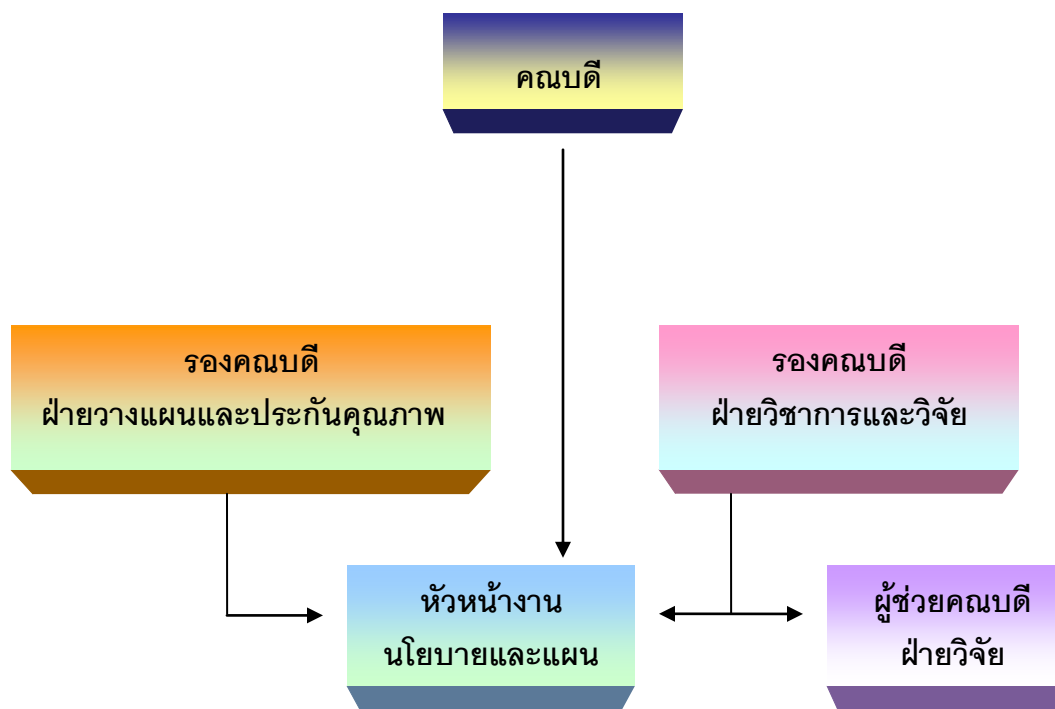 คณบดี
รองคณบดี
ฝ่ายวางแผนและประกันคุณภาพ
รองคณบดี
ฝ่ายวิชาการและวิจัย
หัวหน้างาน
นโยบายและแผน
ผู้ช่วยคณบดี
ฝ่ายวิจัย